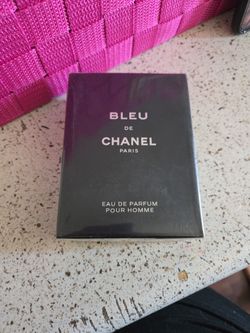 BLEU
DE
CHANEL
PARIS
EAU DE PARFUM
POUR HOMME